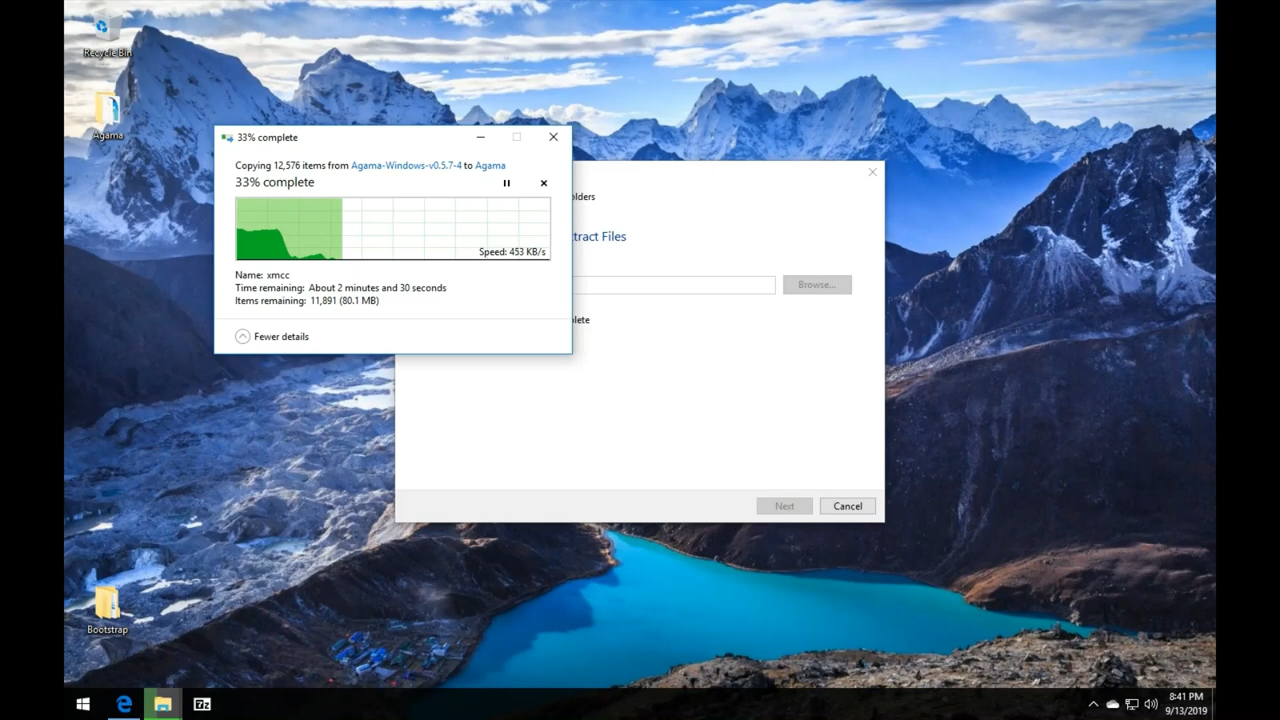 Recycle Bin
Agama
33% complete
Copying 12,576 items from Agama-Windows-v0.5.7-4 to Agama
33% complete
Speed: 453 KB/s
Name: xmcc
Time remaining: About 2 minutes and 30 seconds
Items remaining: 11,891 (80.1 MB)
Fewer details
olders
tract Files
Browse...
lete
Next
Cancel
Bootstrap
7z
8:41 PM
9/13/2019